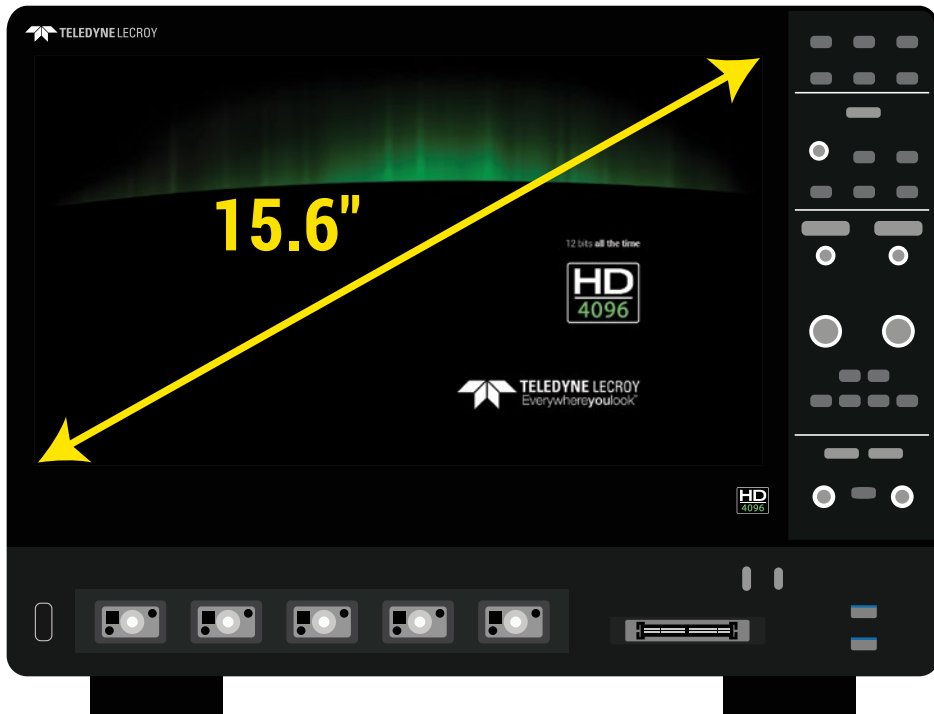 TELEDYNE LECROY
15.6"
12 bits all the time
HD
4096
TELEDYNE LECROY
Everywhereyoulook™
HD
4096